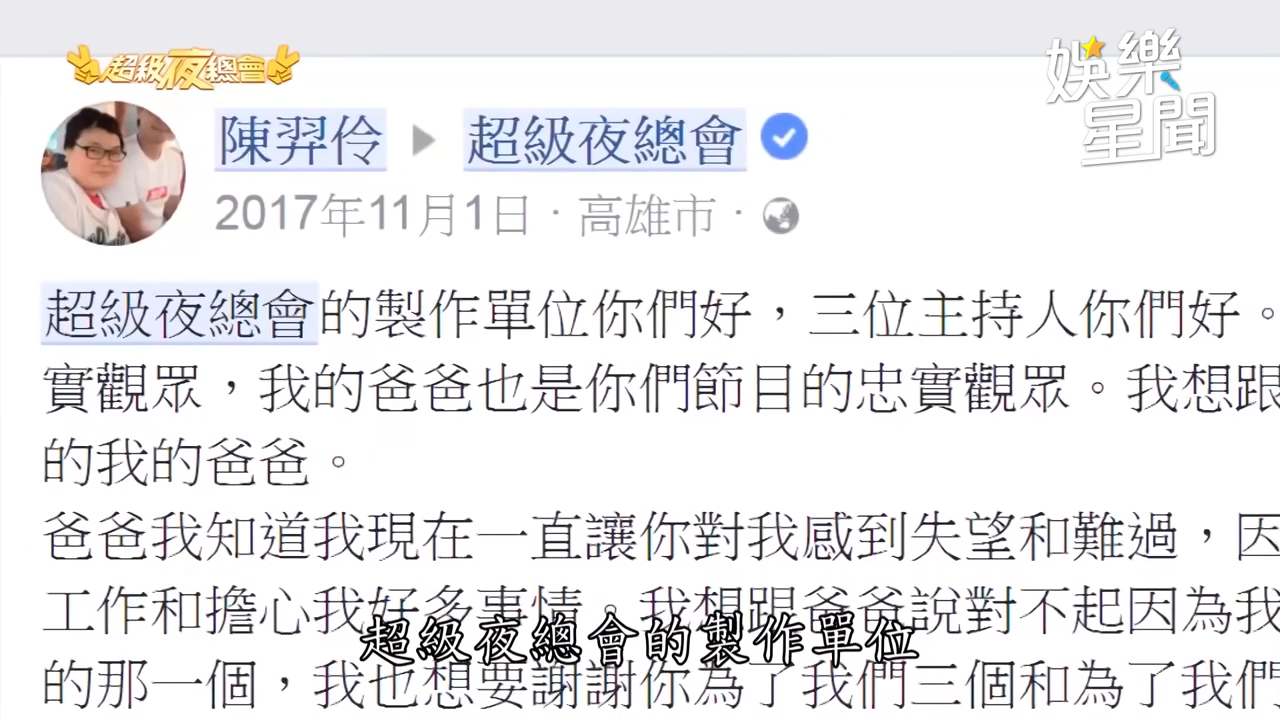 超級夜總會
娛樂
星聞
陳羿伶 ▶ 超級夜總會
2017年11月1日 · 高雄市 ·
超級夜總會的製作單位你們好，三位主持人你們好。
實觀眾，我的爸爸也是你們節目的忠實觀眾。我想跟
的我的爸爸。
爸爸我知道我現在一直讓你對我感到失望和難過，因
工作和擔心我好多事情。我想跟爸爸說對不起因為我
超級夜總會的製作單位
的那一個，我也想要謝謝你為了我們三個和為了我們